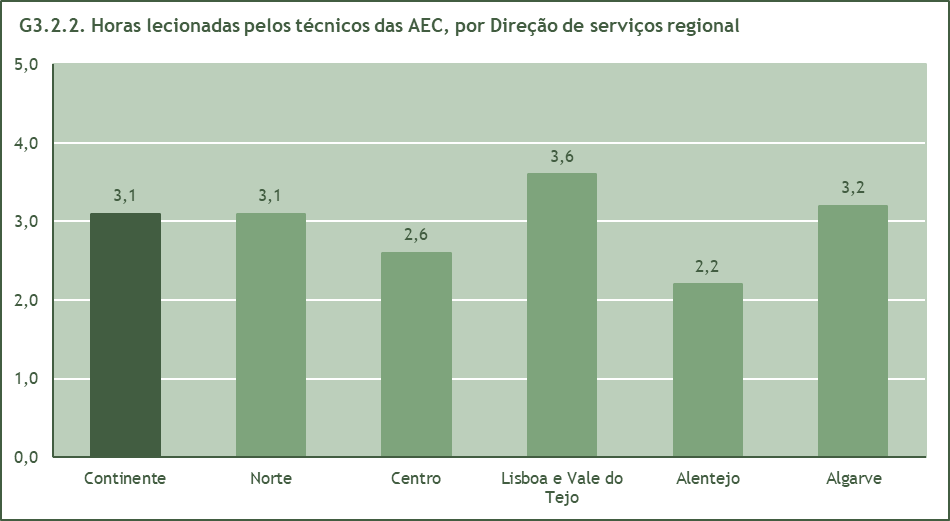 G3.2.2. Horas lecionadas pelos técnicos das AEC, por Direção de serviços regional
5,0
4,0
3,0
2,0
1,0
0,0
3,1
3,1
2,6
3,6
2,2
3,2
Continente
Norte
Centro
Lisboa e Vale do
Tejo
Alentejo
Algarve